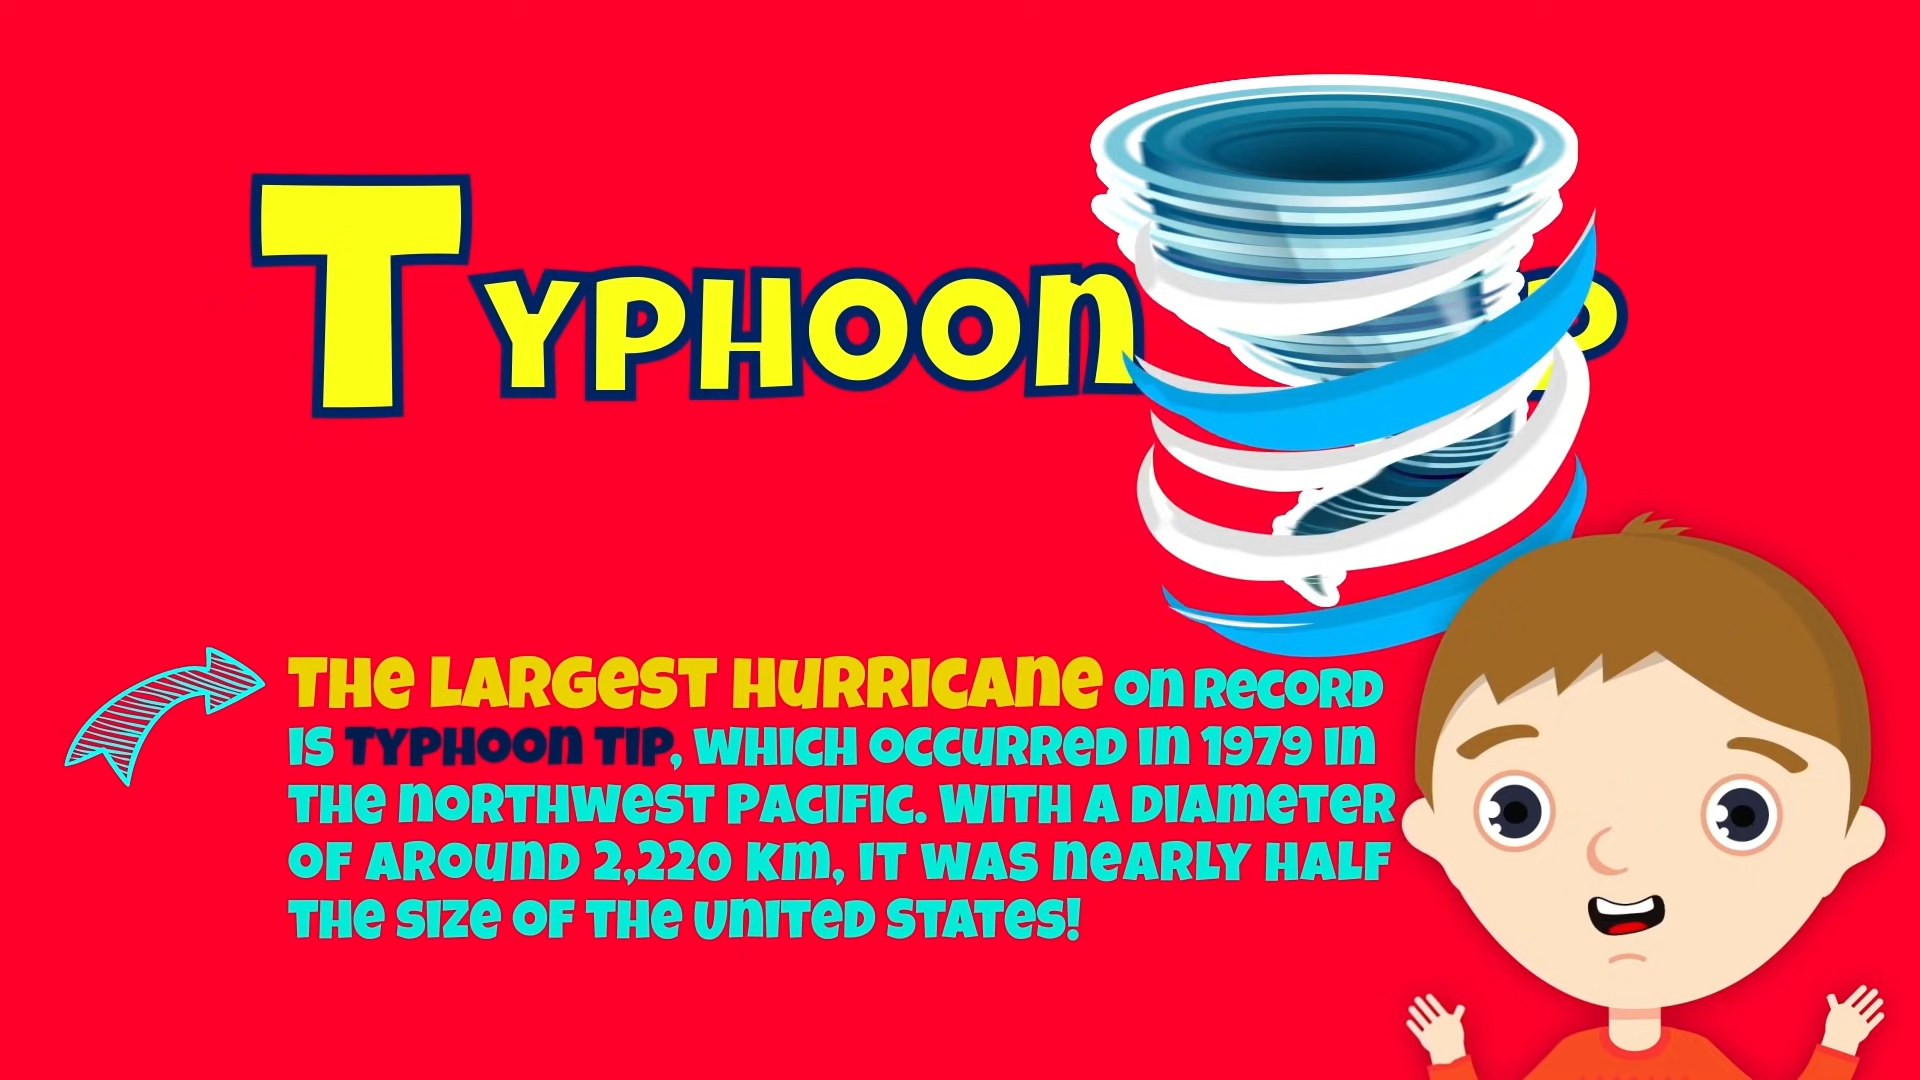 Typhoon
The largest hurricane on record
is Typhoon Tip, which occurred in 1979 in
the Northwest Pacific. With a diameter
of around 2,220 km, it was nearly half
the size of the United States!